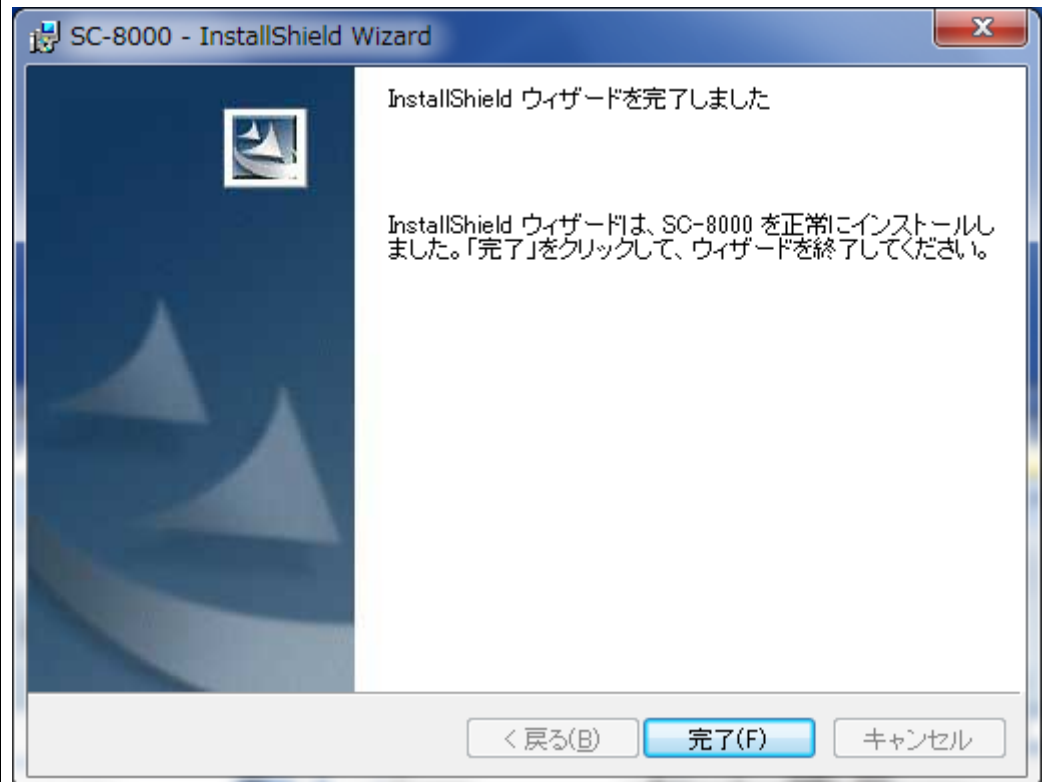 SC-8000 - InstallShield Wizard
InstallShield ウィザードを完了しました
InstallShield ウィザードは、SC-8000 を正常にインストールし
ました。「完了」をクリックして、ウィザードを終了してください。
< 戻る(B)
完了(F)
キャンセル